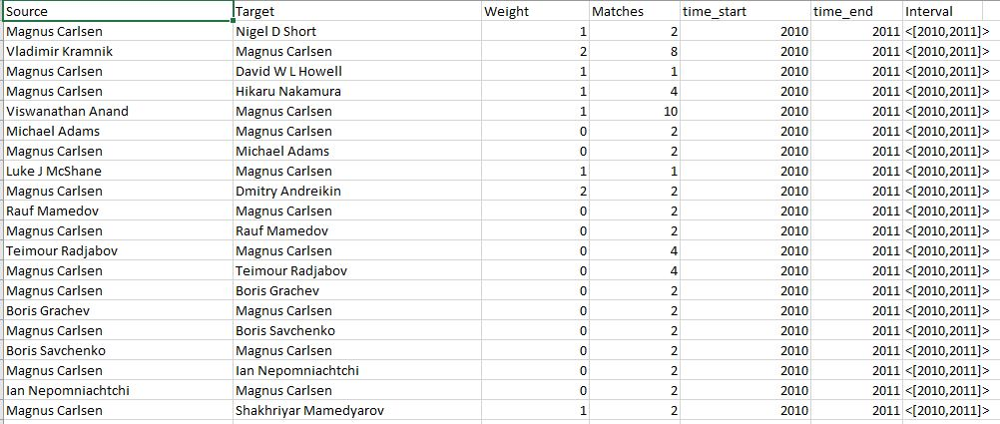 Source Target Weight Matches time_start time_end Interval
Magnus Carlsen Nigel D Short 1 2 2010 2011 <[2010,2011]>
Vladimir Kramnik Magnus Carlsen 2 8 2010 2011 <[2010,2011]>
Magnus Carlsen David W L Howell 1 1 2010 2011 <[2010,2011]>
Magnus Carlsen Hikaru Nakamura 1 4 2010 2011 <[2010,2011]>
Viswanathan Anand Magnus Carlsen 1 10 2010 2011 <[2010,2011]>
Michael Adams Magnus Carlsen 0 2 2010 2011 <[2010,2011]>
Magnus Carlsen Michael Adams 0 2 2010 2011 <[2010,2011]>
Luke J McShane Magnus Carlsen 1 1 2010 2011 <[2010,2011]>
Magnus Carlsen Dmitry Andreikin 2 2 2010 2011 <[2010,2011]>
Rauf Mamedov Magnus Carlsen 0 2 2010 2011 <[2010,2011]>
Magnus Carlsen Rauf Mamedov 0 2 2010 2011 <[2010,2011]>
Teimour Radjabov Magnus Carlsen 0 4 2010 2011 <[2010,2011]>
Magnus Carlsen Teimour Radjabov 0 4 2010 2011 <[2010,2011]>
Magnus Carlsen Boris Grachev 0 2 2010 2011 <[2010,2011]>
Boris Grachev Magnus Carlsen 0 2 2010 2011 <[2010,2011]>
Magnus Carlsen Boris Savchenko 0 2 2010 2011 <[2010,2011]>
Boris Savchenko Magnus Carlsen 0 2 2010 2011 <[2010,2011]>
Magnus Carlsen Ian Nepomniachtchi 0 2 2010 2011 <[2010,2011]>
Ian Nepomniachtchi Magnus Carlsen 0 2 2010 2011 <[2010,2011]>
Magnus Carlsen Shakhriyar Mamedyarov 1 2 2010 2011 <[2010,2011]>